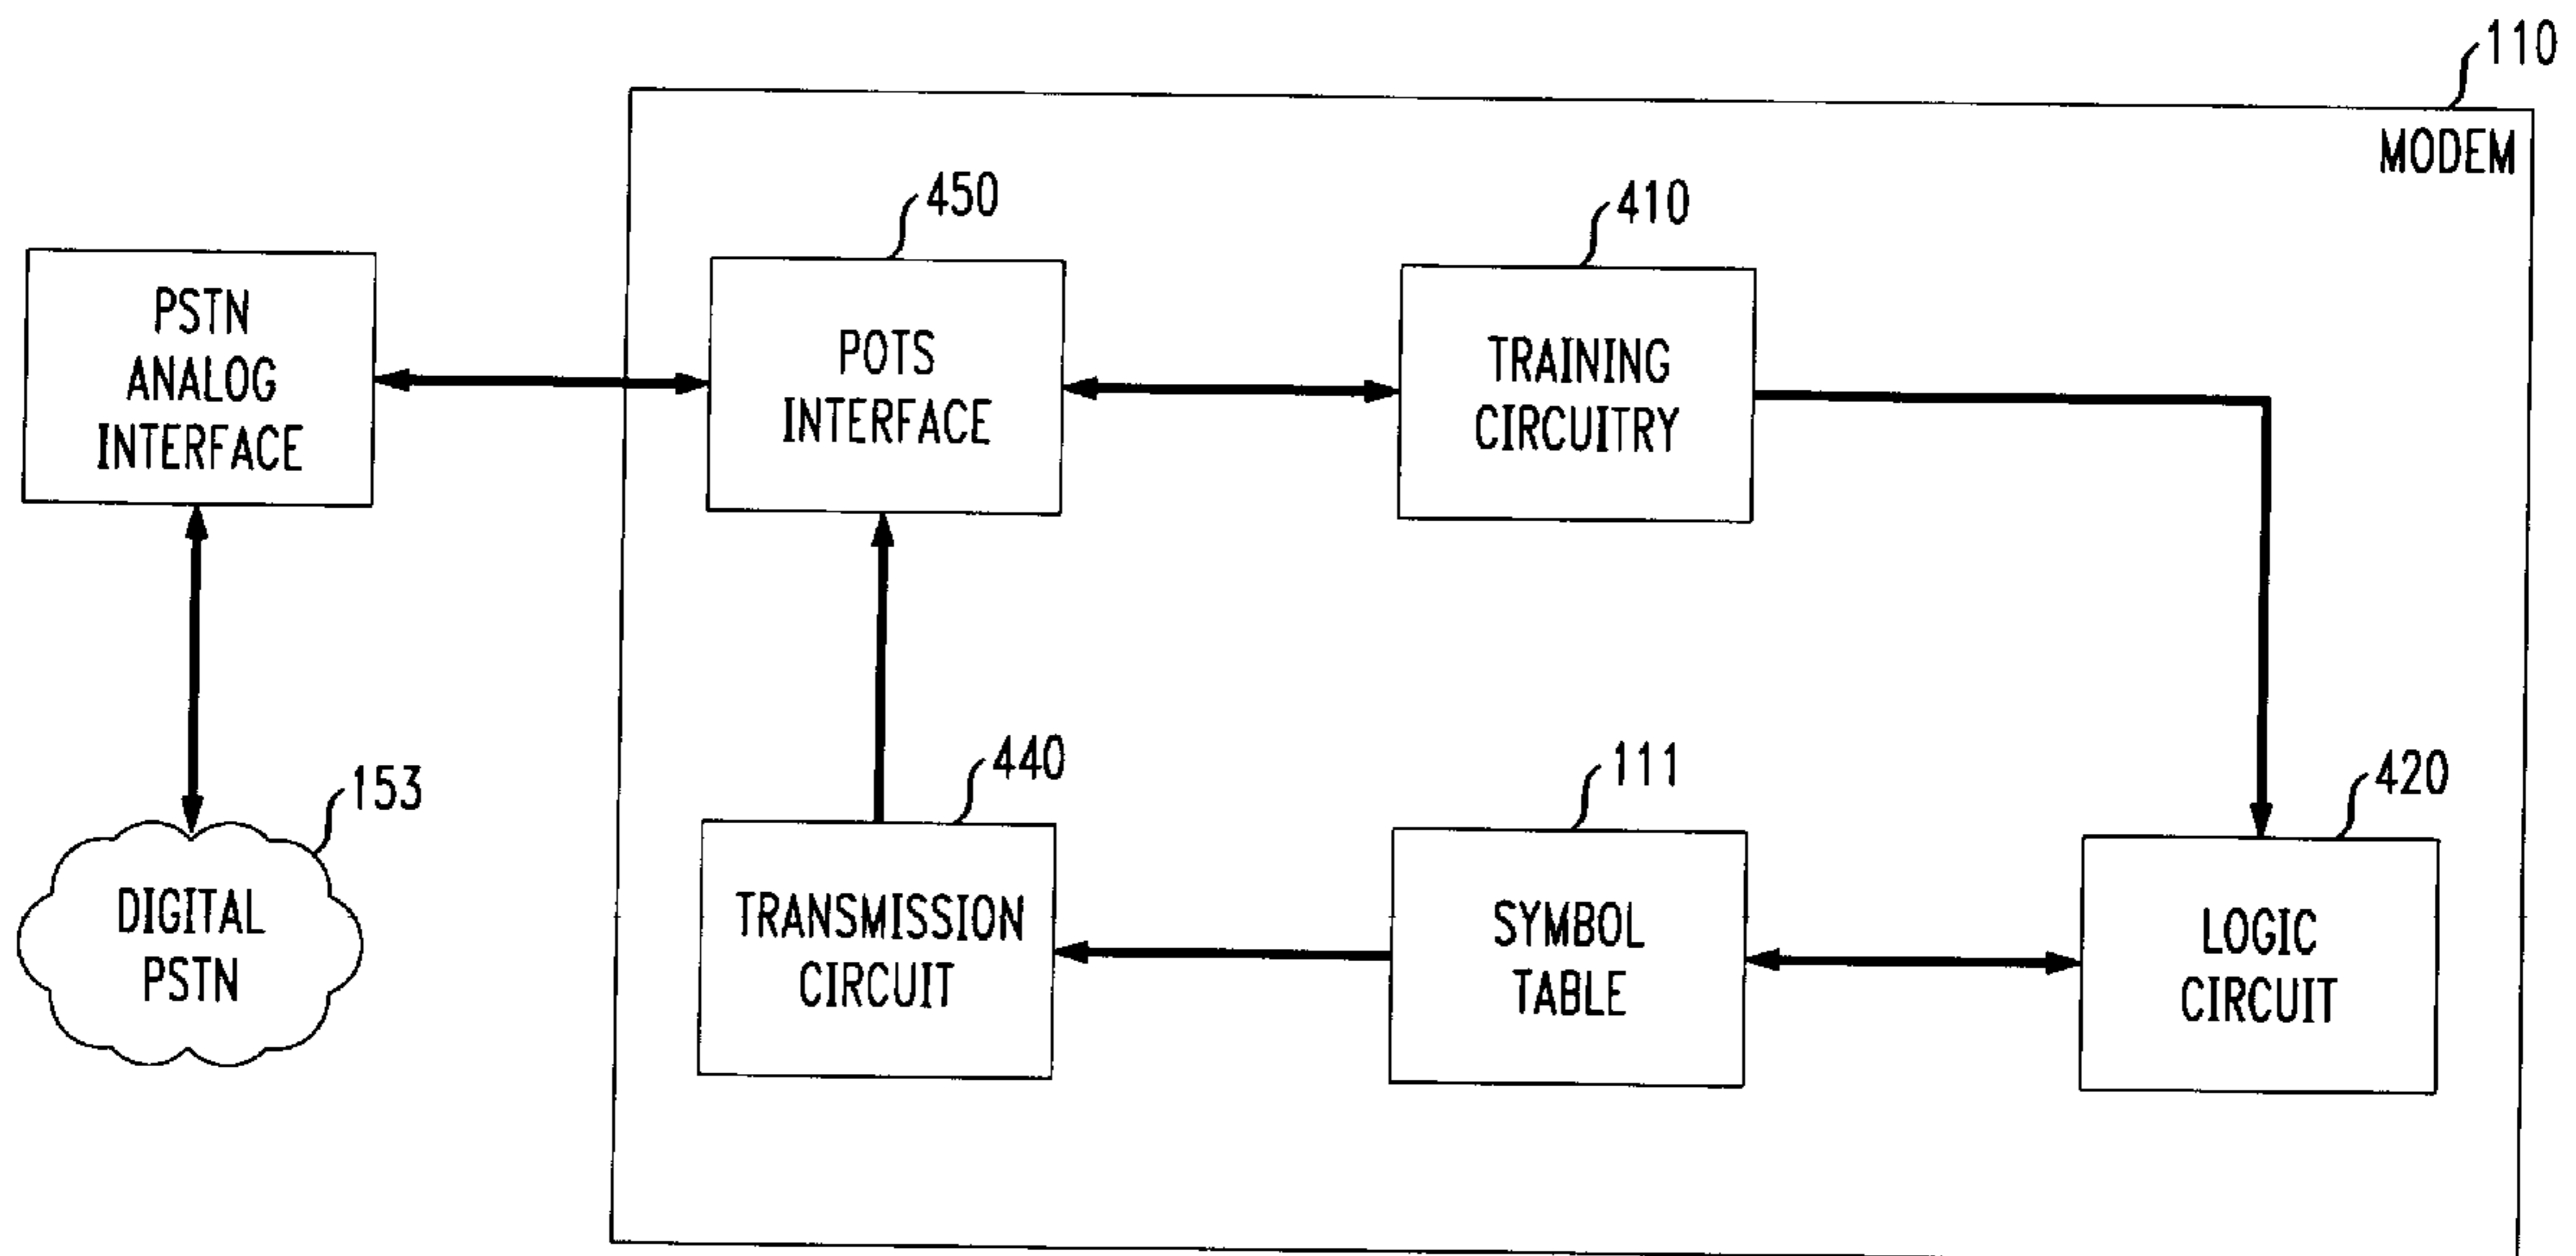 110
MODEM
450
410
PSTN
ANALOG
INTERFACE
POTS
INTERFACE
TRAINING
CIRCUITRY
153
440
111
420
DIGITAL
PSTN
TRANSMISSION
CIRCUIT
SYMBOL
TABLE
LOGIC
CIRCUIT